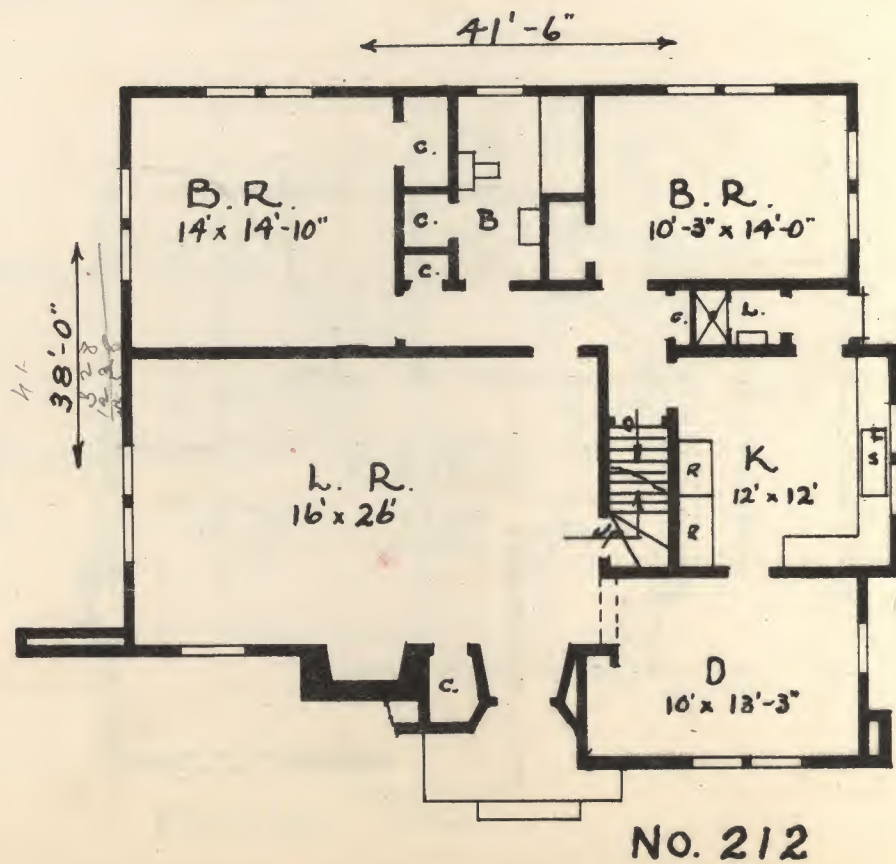 41'-6"
C.
B. R.
14' x 14'-10"
C.
B
B. R.
10'-3" x 14'-0"
C.
C.
L.
38'-0"
L. R.
16' x 26'
R
K
12' x 12'
S
R
C.
D
10' x 13'-3"
NO. 212